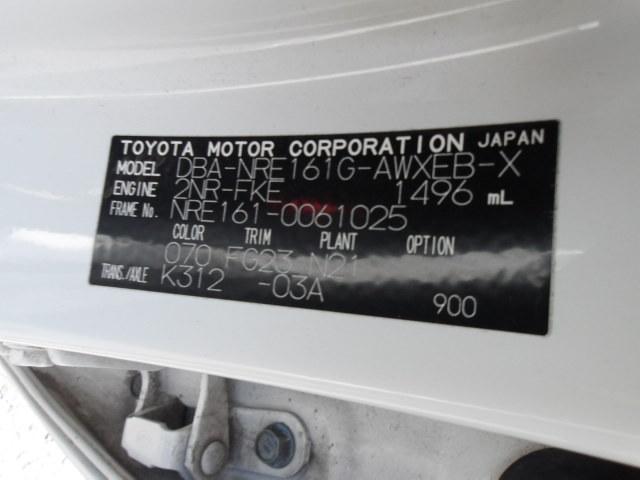 TOYOTA MOTOR CORPORATION JAPAN
MODEL DBA-NRE161G-AWXEB-X
ENGINE 2NR-FKE 1496 mL
FRAME No. NRE161-0061025
COLOR TRIM PLANT OPTION
070 FG23 N21
TRANS./AXLE K312 -03A
900